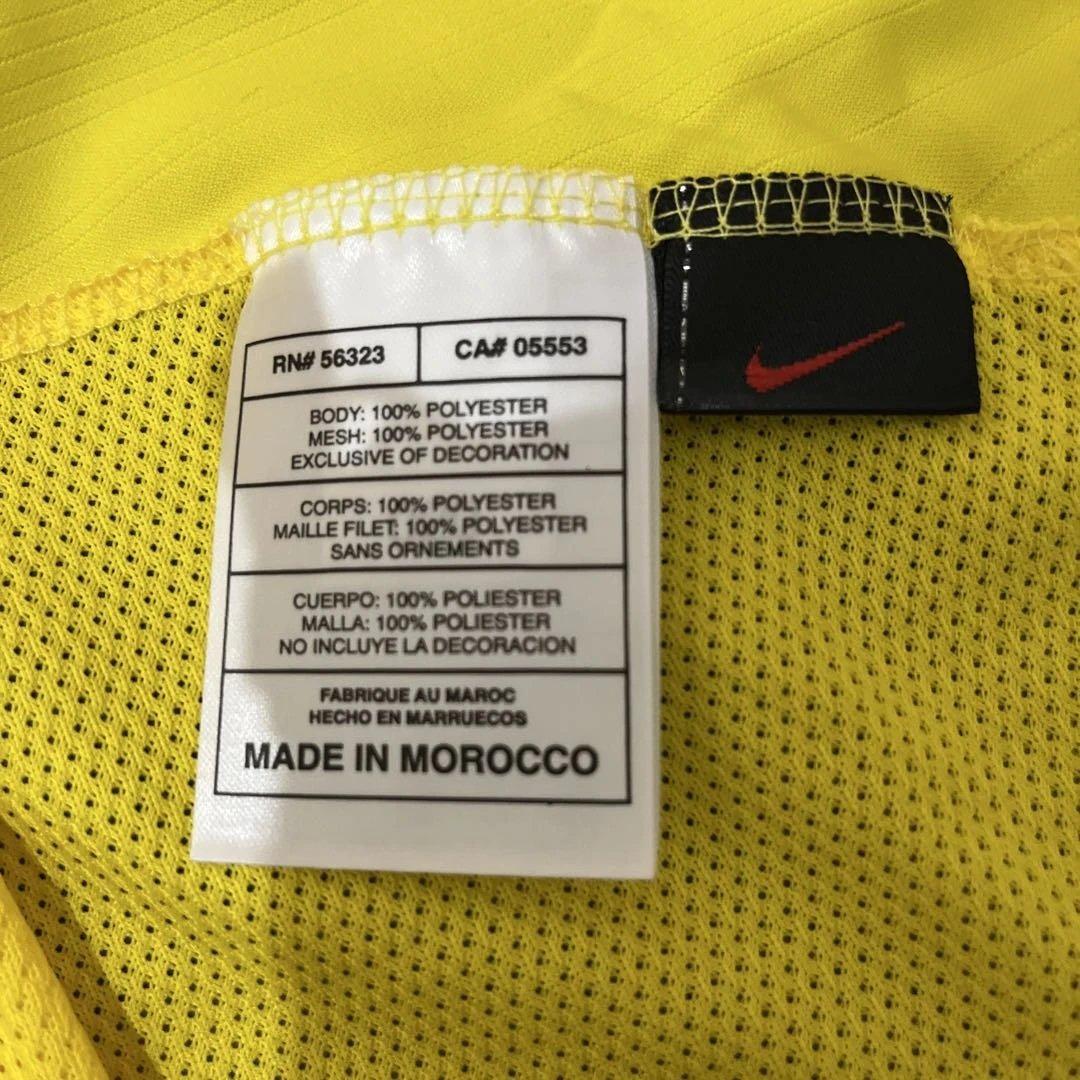 RN# 56323
CA# 05553
BODY: 100% POLYESTER
MESH: 100% POLYESTER
EXCLUSIVE OF DECORATION
CORPS: 100% POLYESTER
MAILLE FILET: 100% POLYESTER
SANS ORNEMENTS
CUERPO: 100% POLIESTER
MALLA: 100% POLIESTER
NO INCLUYE LA DECORACION
FABRIQUE AU MAROC
HECHO EN MARRUECOS
MADE IN MOROCCO